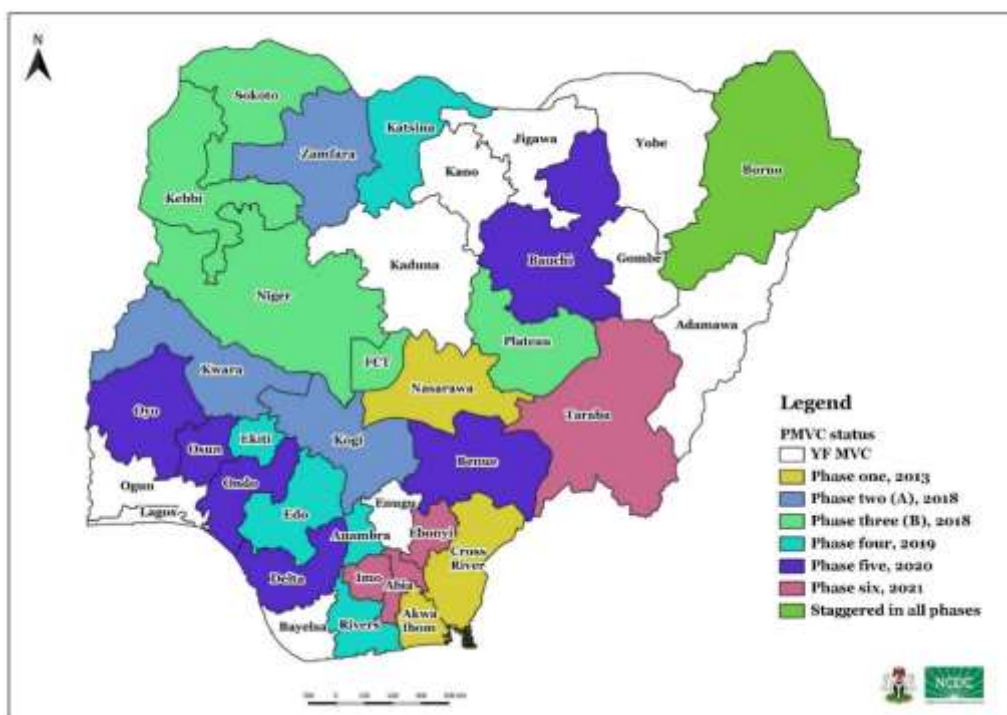 N
Sokoto
Katsina
Zamfara
Jigawa
Yobe
Borno
Kano
Kebbi
Kaduna
Bauchi
Gombe
Niger
Adamawa
Plateau
FCT
Kwara
Nasarawa
Taraba
Oyo
Kogi
Ekiti
Osun
Benue
Ondo
Ogun
Lagos
Edo
Enugu
Anambra
Ebonyi
Cross
River
Delta
Imo
Abia
Bayelsa
Rivers
Akwa
Ibom
Legend
PMVC status
YF MVC
Phase one, 2013
Phase two (A), 2018
Phase three (B), 2018
Phase four, 2019
Phase five, 2020
Phase six, 2021
Staggered in all phases
NCDC